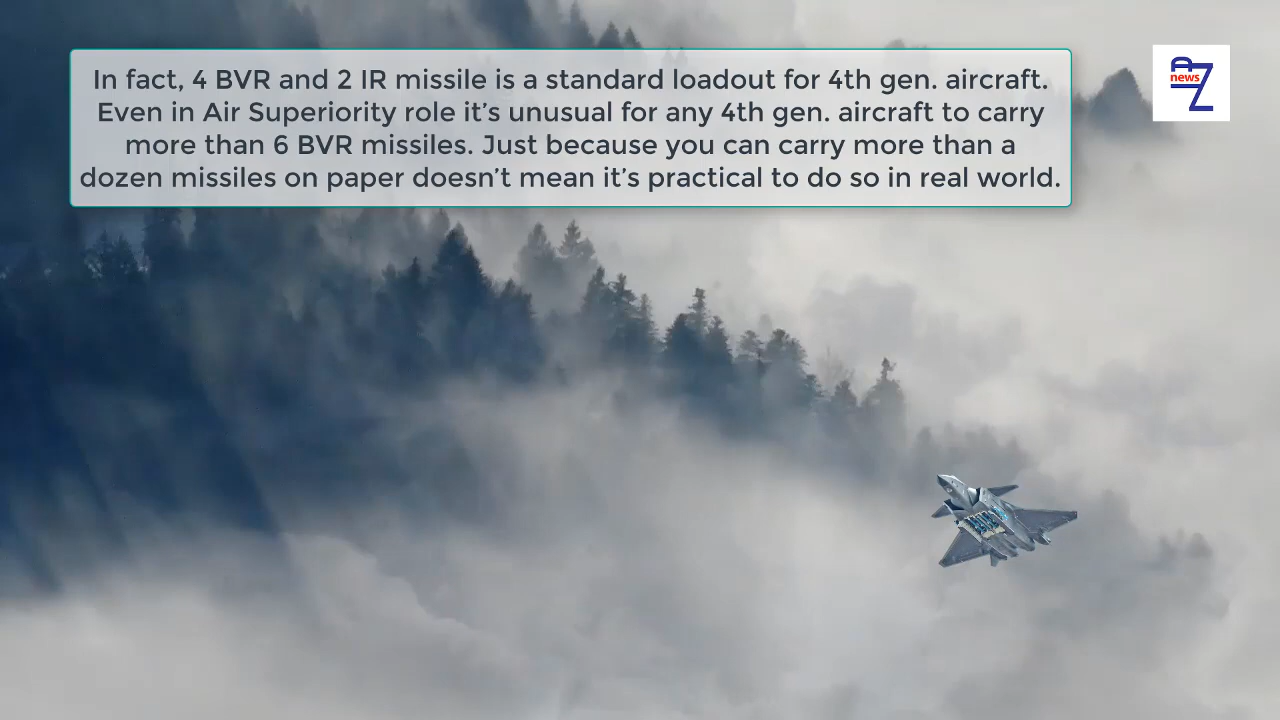 In fact, 4 BVR and 2 IR missile is a standard loadout for 4th gen. aircraft.
Even in Air Superiority role it’s unusual for any 4th gen. aircraft to carry
more than 6 BVR missiles. Just because you can carry more than a
dozen missiles on paper doesn’t mean it’s practical to do so in real world.
A
news
Z